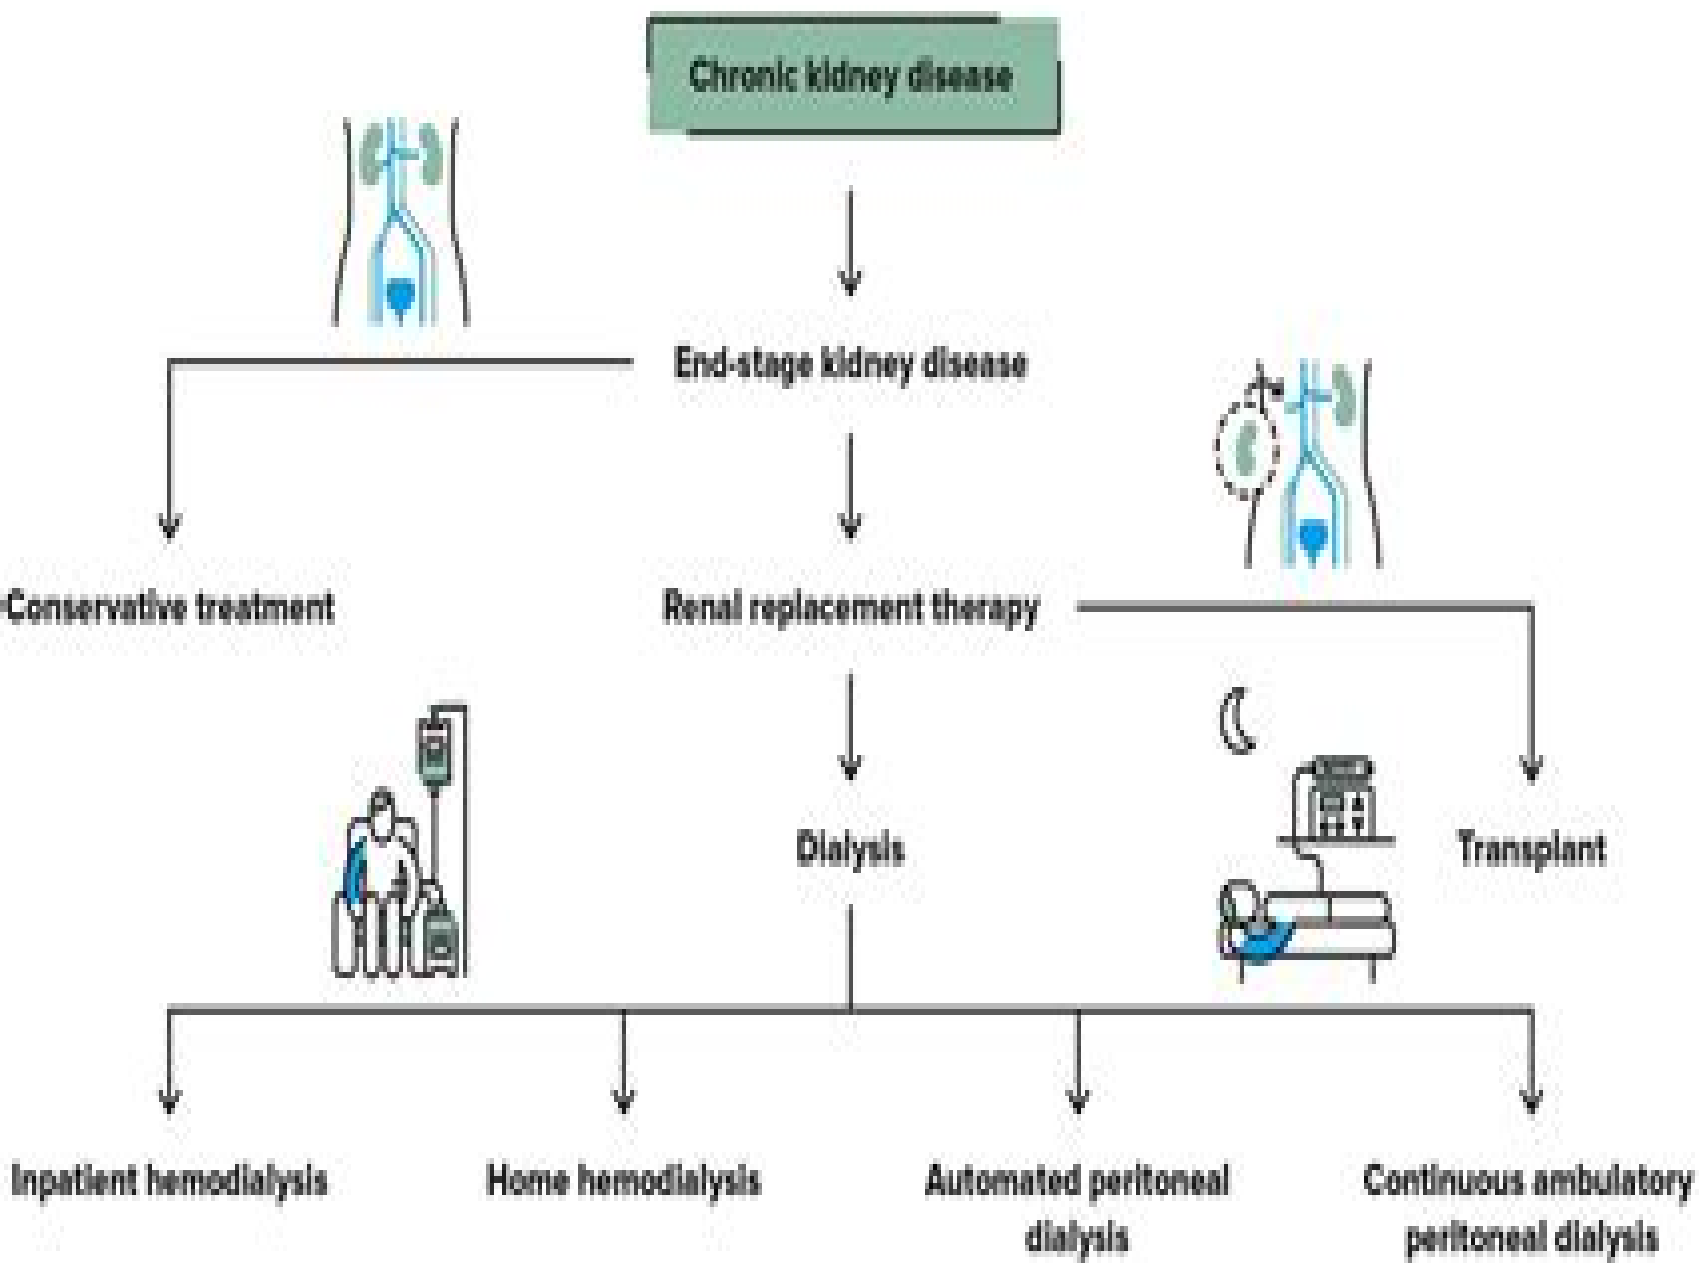 Chronic kidney disease
End-stage kidney disease
Conservative treatment
Renal replacement therapy
Dialysis
Transplant
Inpatient hemodialysis
Home hemodialysis
Automated peritoneal
dialysis
Continuous ambulatory
peritoneal dialysis